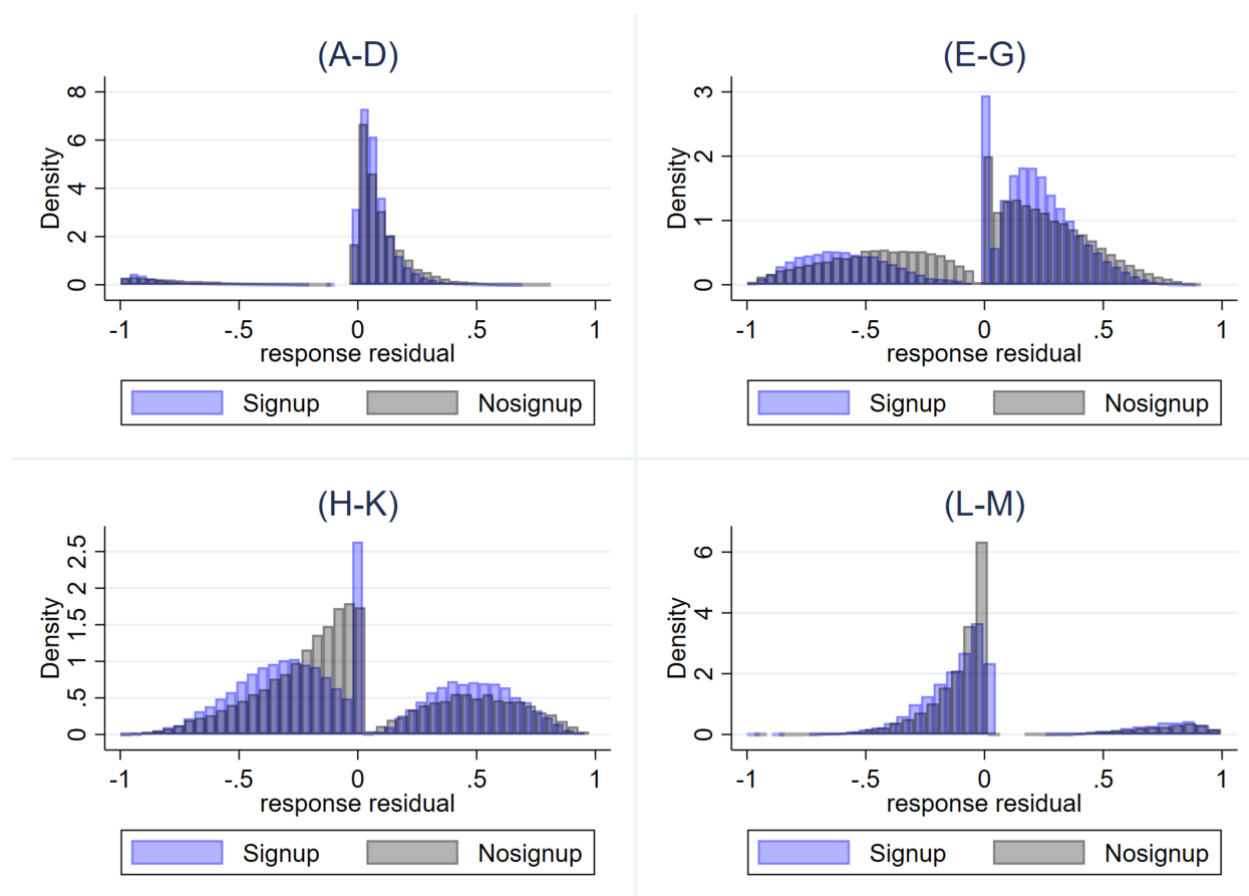 (A-D)
Density
8
6
4
2
0
-1 -.5 0 .5 1
response residual
Signup Nosignup
(E-G)
Density
3
2
1
0
-1 -.5 0 .5 1
response residual
Signup Nosignup
(H-K)
Density
2.5
2
1.5
1
.5
0
-1 -.5 0 .5 1
response residual
Signup Nosignup
(L-M)
Density
6
4
2
0
-1 -.5 0 .5 1
response residual
Signup Nosignup